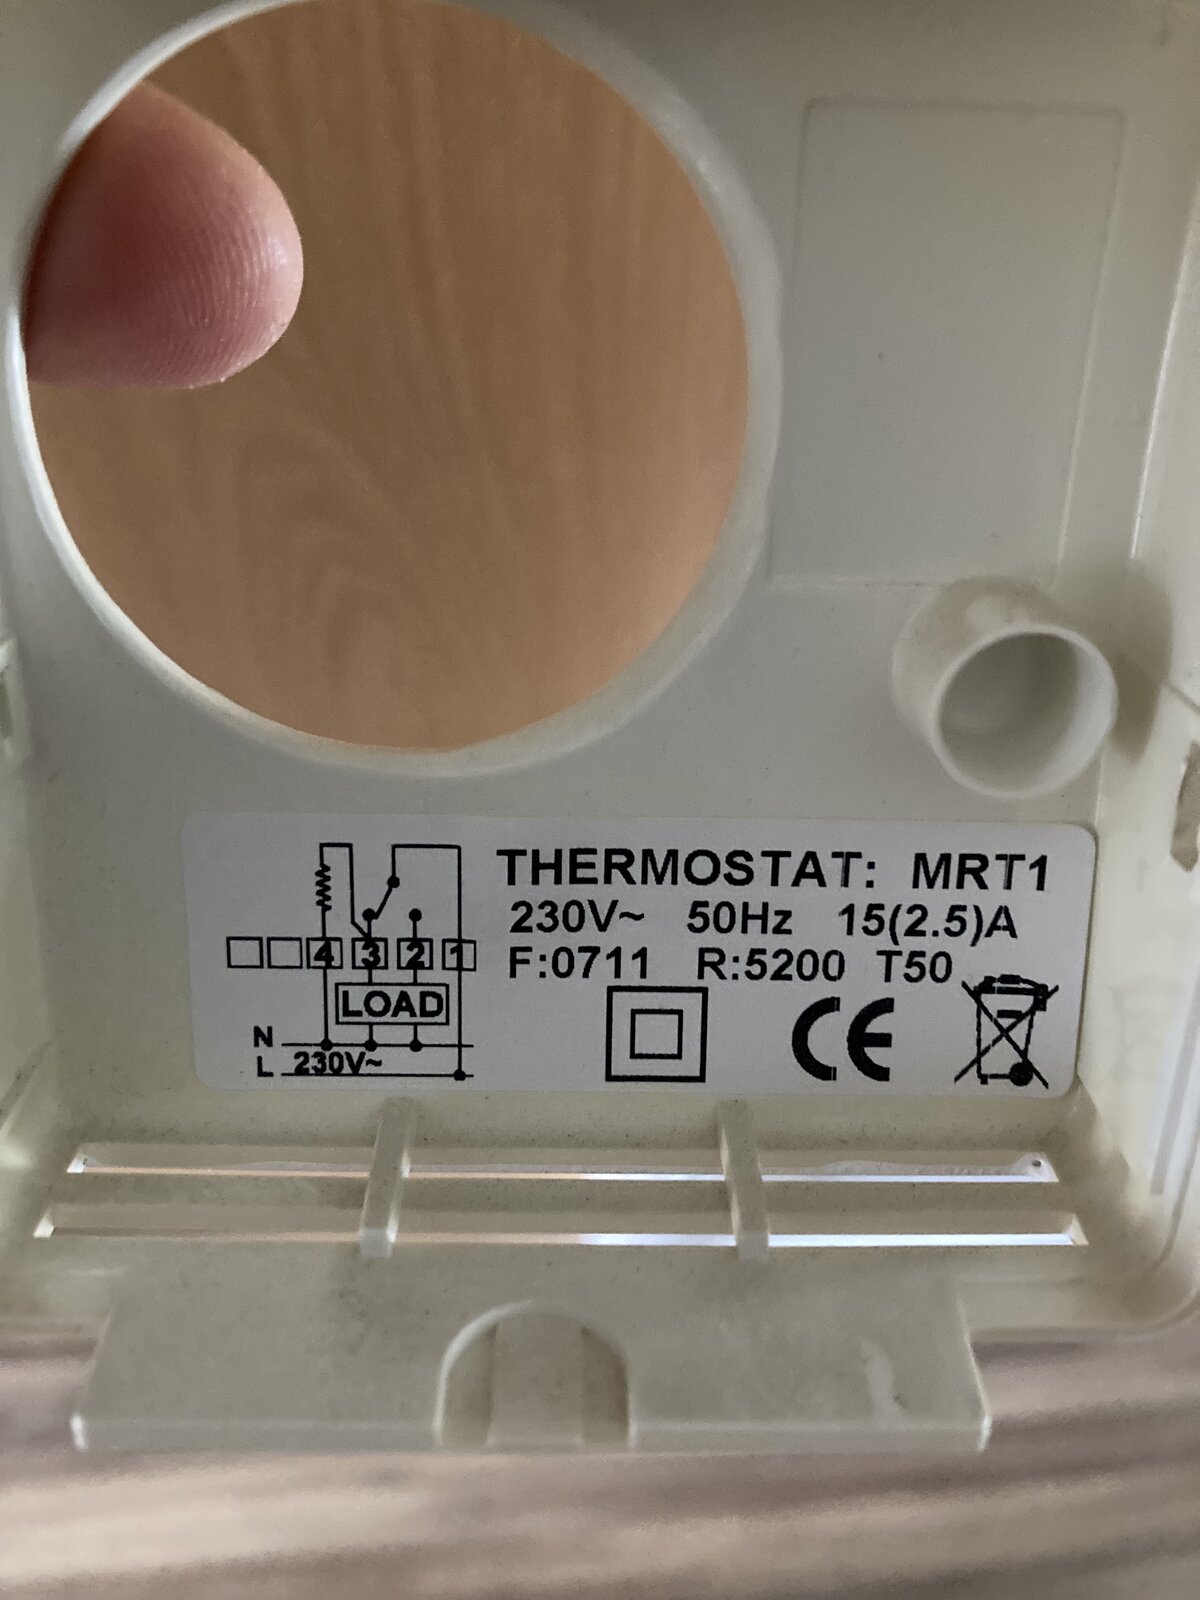 THERMOSTAT: MRT1
230V~ 50Hz 15(2.5)A
F:0711 R:5200 T50
4 3 2 1
LOAD
N
L 230V~
CE